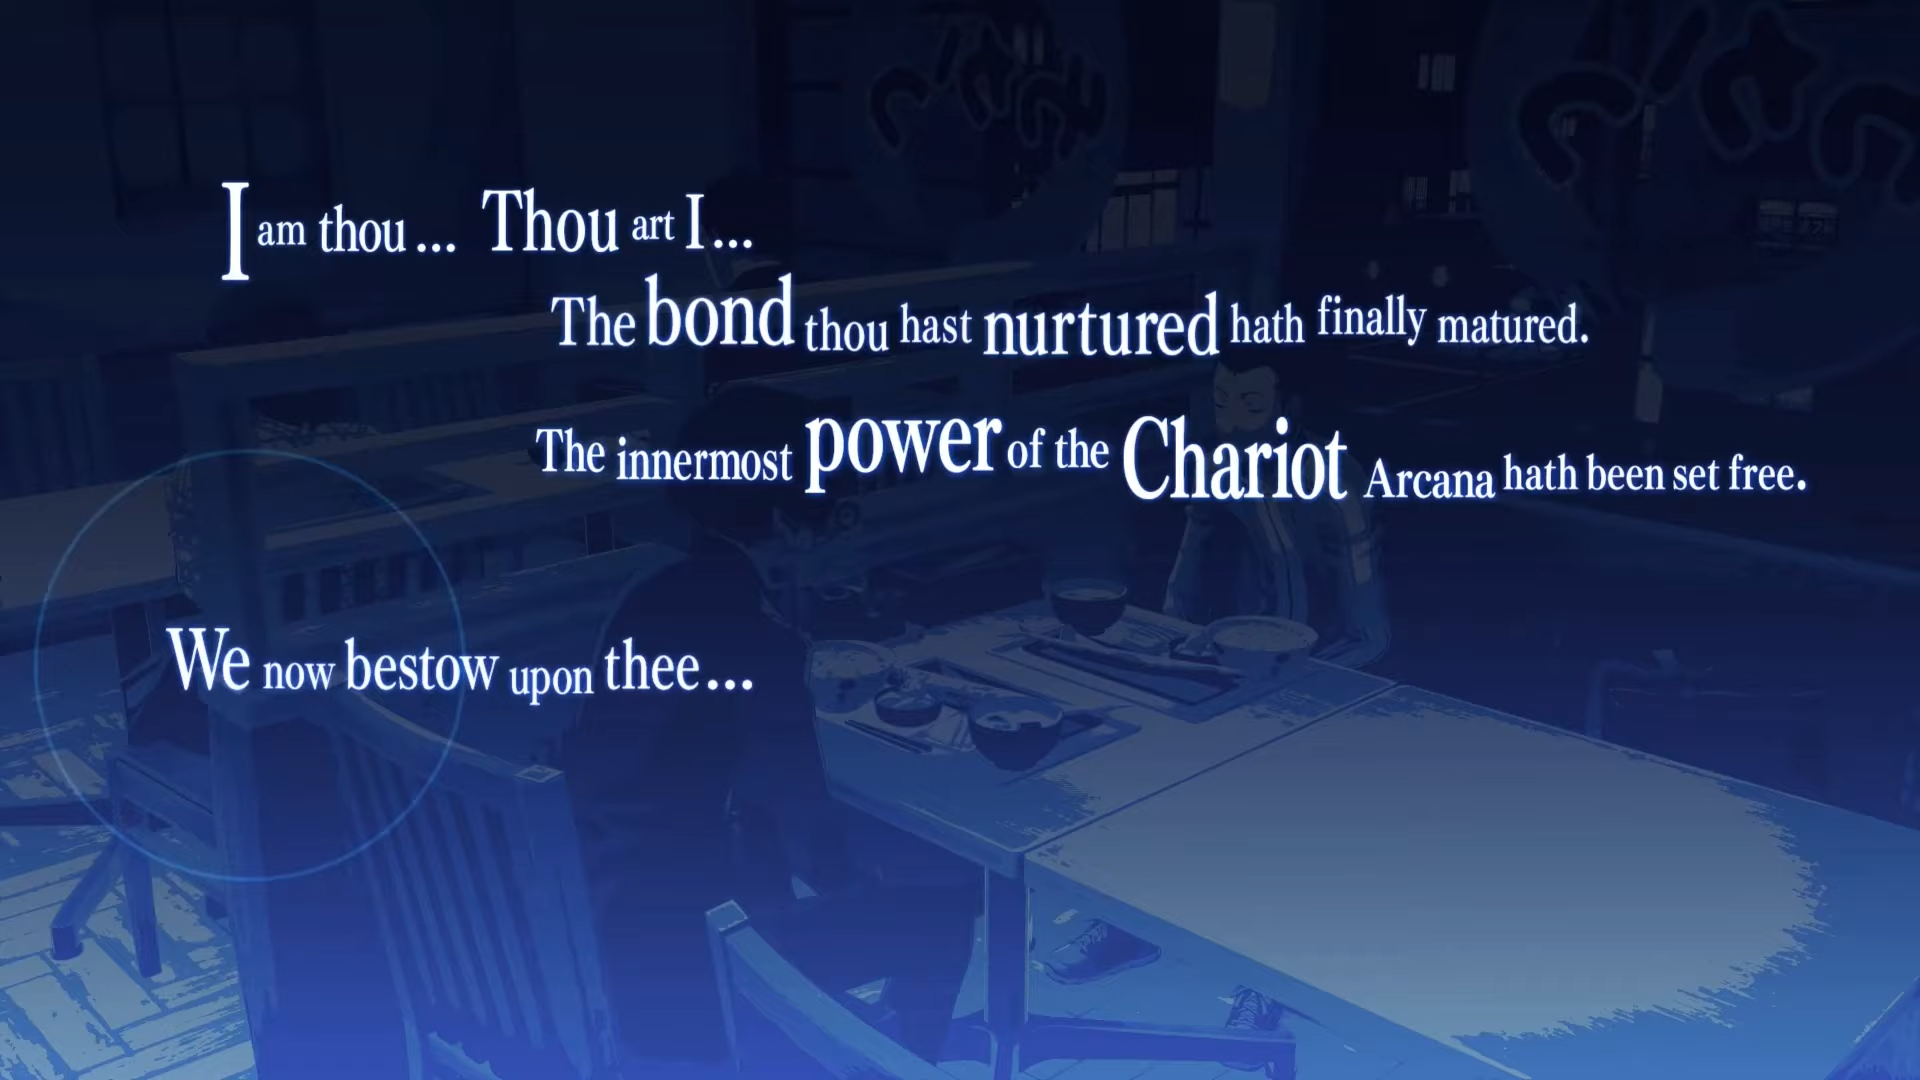 I am thou... Thou art I...
The bond thou hast nurtured hath finally matured.
The innermost power of the Chariot Arcana hath been set free.
We now bestow upon thee...